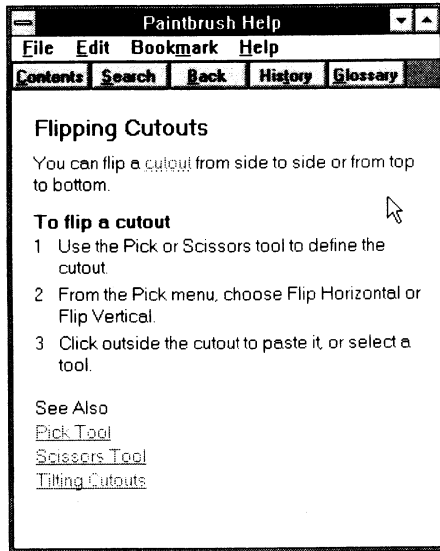 Paintbrush Help
File Edit Bookmark Help
Contents Search Back History Glossary
Flipping Cutouts
You can flip a cutout from side to side or from top
to bottom.
To flip a cutout
1 Use the Pick or Scissors tool to define the
cutout.
2 From the Pick menu, choose Flip Horizontal or
Flip Vertical.
3 Click outside the cutout to paste it, or select a
tool.
See Also
Pick Tool
Scissors Tool
Tilting Cutouts